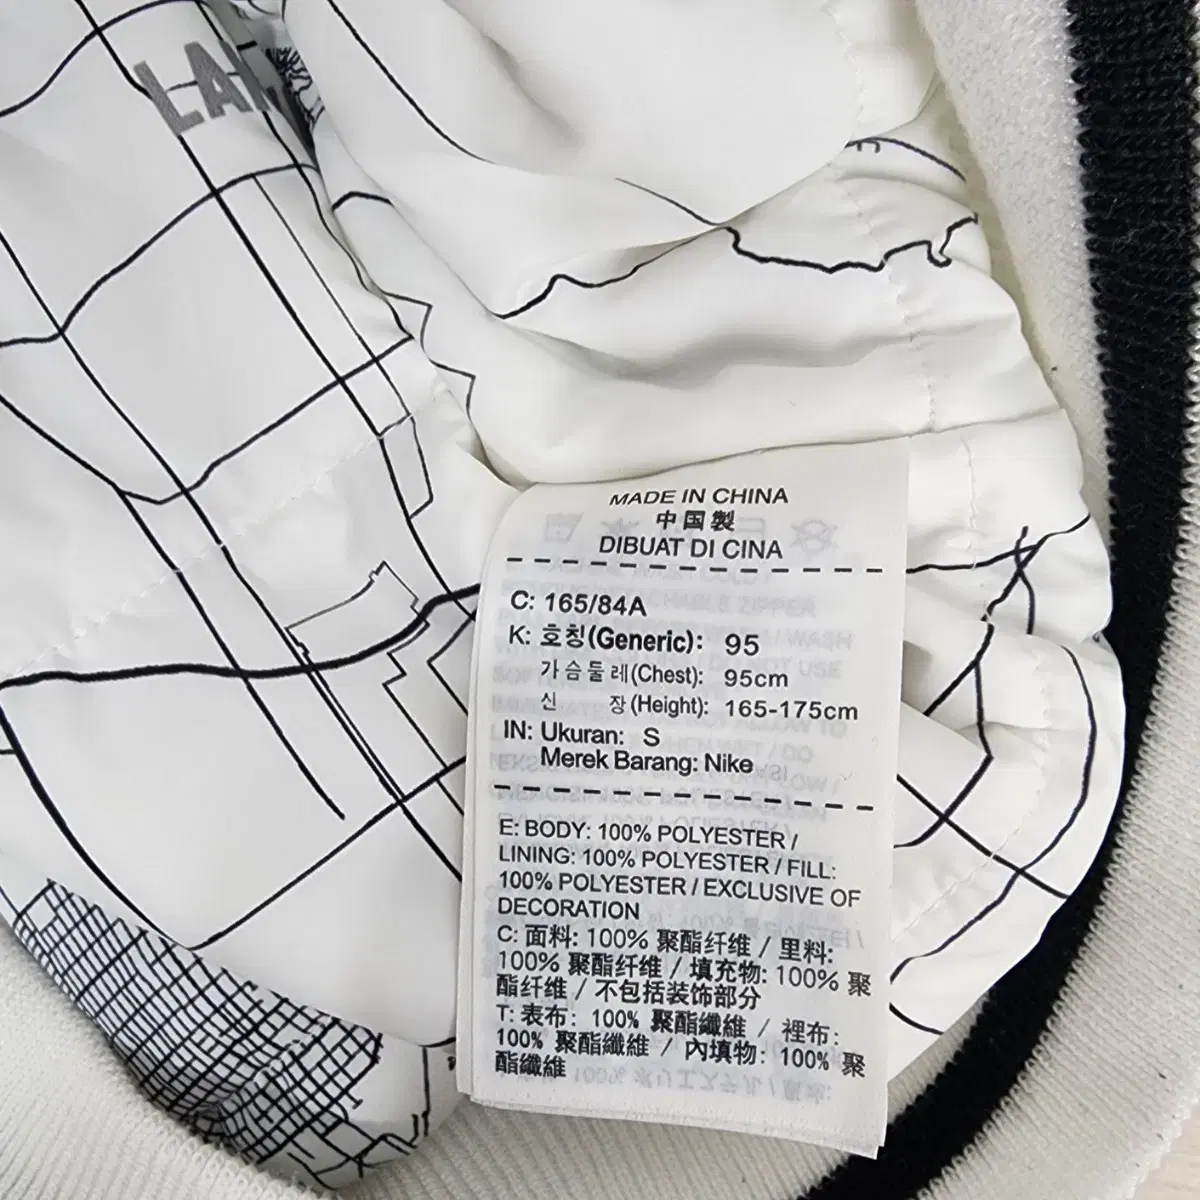 LA
MADE IN CHINA
中国製
DIBUAT DI CINA
C: 165/84A
K: 호칭(Generic): 95
가슴둘레(Chest): 95cm
신 장(Height): 165-175cm
IN: Ukuran: S
Merek Barang: Nike
E: BODY: 100% POLYESTER /
LINING: 100% POLYESTER / FILL:
100% POLYESTER / EXCLUSIVE OF
DECORATION
C: 面料: 100% 聚酯纤维 / 里料:
100% 聚酯纤维 / 填充物: 100% 聚
酯纤维 / 不包括装饰部分
T: 表布: 100% 聚酯纖維 / 裡布:
100% 聚酯纖維 / 內填物: 100% 聚
酯纖維